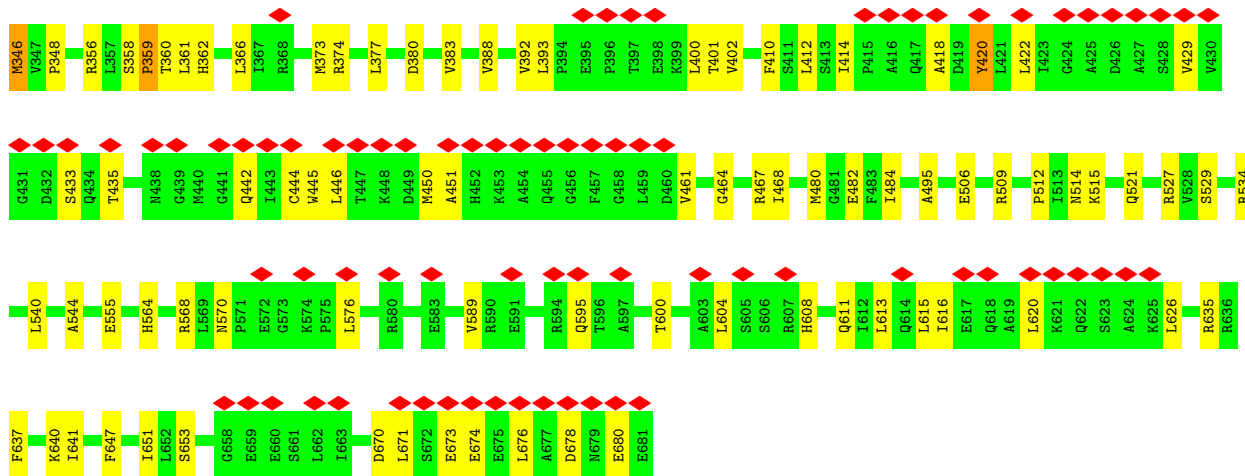 M346 V347 P348 R356 L357 S358 P359 T360 L361 H362 L366 I367 R368 M373 R374 L377 D380 V383 V388 V392 L393 P394 E395 P396 T397 E398 K399 L400 T401 V402 F410 S411 L412 S413 I414 P415 A416 Q417 A418 D419 Y420 L421 L422 I423 G424 A425 D426 A427 S428 V429 V430
G431 D432 S433 Q434 T435 N438 G439 M440 G441 Q442 I443 C444 W445 L446 T447 K448 D449 M450 A451 H452 K453 A454 Q455 G456 F457 G458 L459 D460 V461 G464 R467 I468 M480 G481 E482 F483 I484 A495 E506 R509 P512 I513 N514 K515 Q521 R527 V528 S529 R534
L540 A544 E555 H564 R568 L569 N570 P571 E572 G573 K574 P575 L576 R580 E583 V589 R590 E591 R594 Q595 T596 A597 T600 A603 L604 S605 S606 R607 H608 Q611 I612 L613 Q614 L615 I616 E617 Q618 A619 L620 K621 Q622 S623 A624 K625 L626 R635 R636
F637 K640 I641 F647 I651 L652 S653 G658 E659 E660 S661 L662 I663 D670 L671 S672 E673 E674 E675 L676 A677 D678 N679 E680 E681